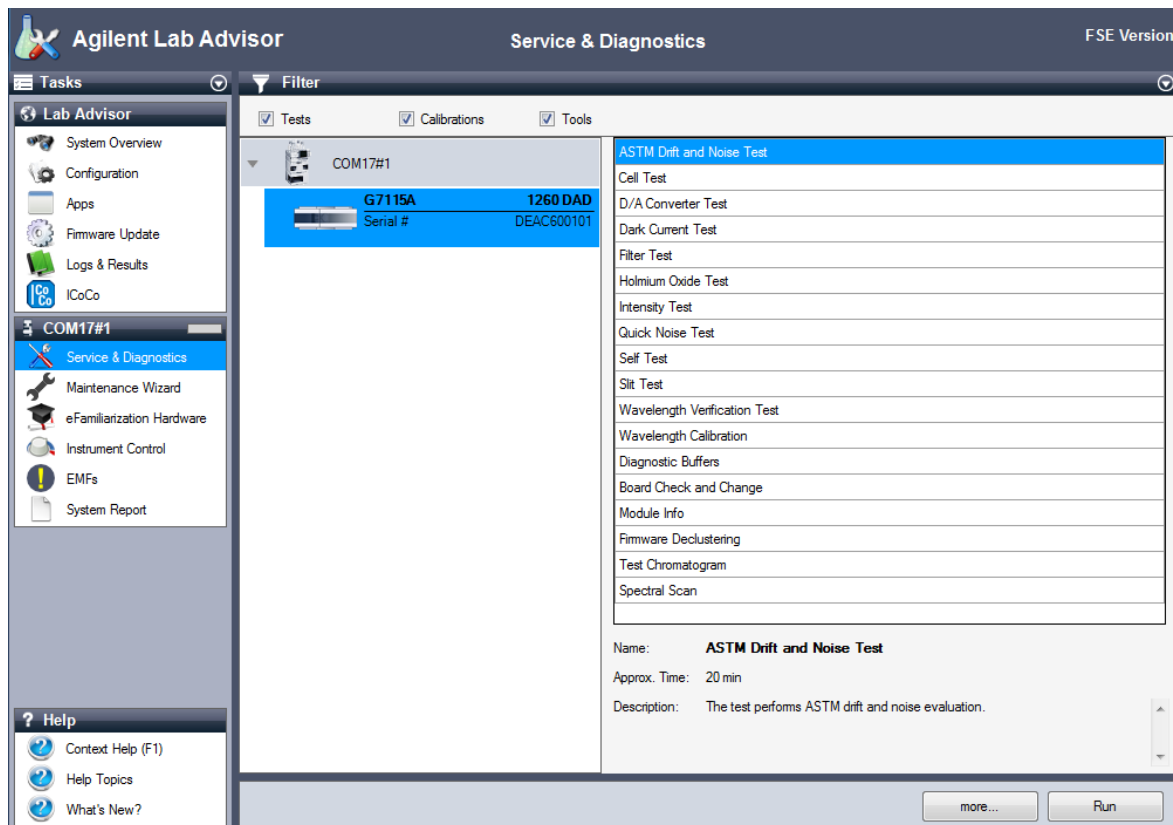 Agilent Lab Advisor
Service & Diagnostics
FSE Version
Tasks
Filter
Lab Advisor
System Overview
Configuration
Apps
Firmware Update
Logs & Results
Co
Co
ICoCo
COM17#1
Service & Diagnostics
Maintenance Wizard
eFamiliarization Hardware
Instrument Control
EMFs
System Report
? Help
? Context Help (F1)
? Help Topics
? What's New?
Tests
Calibrations
Tools
COM17#1
G7115A 1260 DAD
Serial # DEAC600101
ASTM Drift and Noise Test
Cell Test
D/A Converter Test
Dark Current Test
Filter Test
Holmium Oxide Test
Intensity Test
Quick Noise Test
Self Test
Slit Test
Wavelength Verification Test
Wavelength Calibration
Diagnostic Buffers
Board Check and Change
Module Info
Firmware Declustering
Test Chromatogram
Spectral Scan
Name: ASTM Drift and Noise Test
Approx. Time: 20 min
Description: The test performs ASTM drift and noise evaluation.
more...
Run